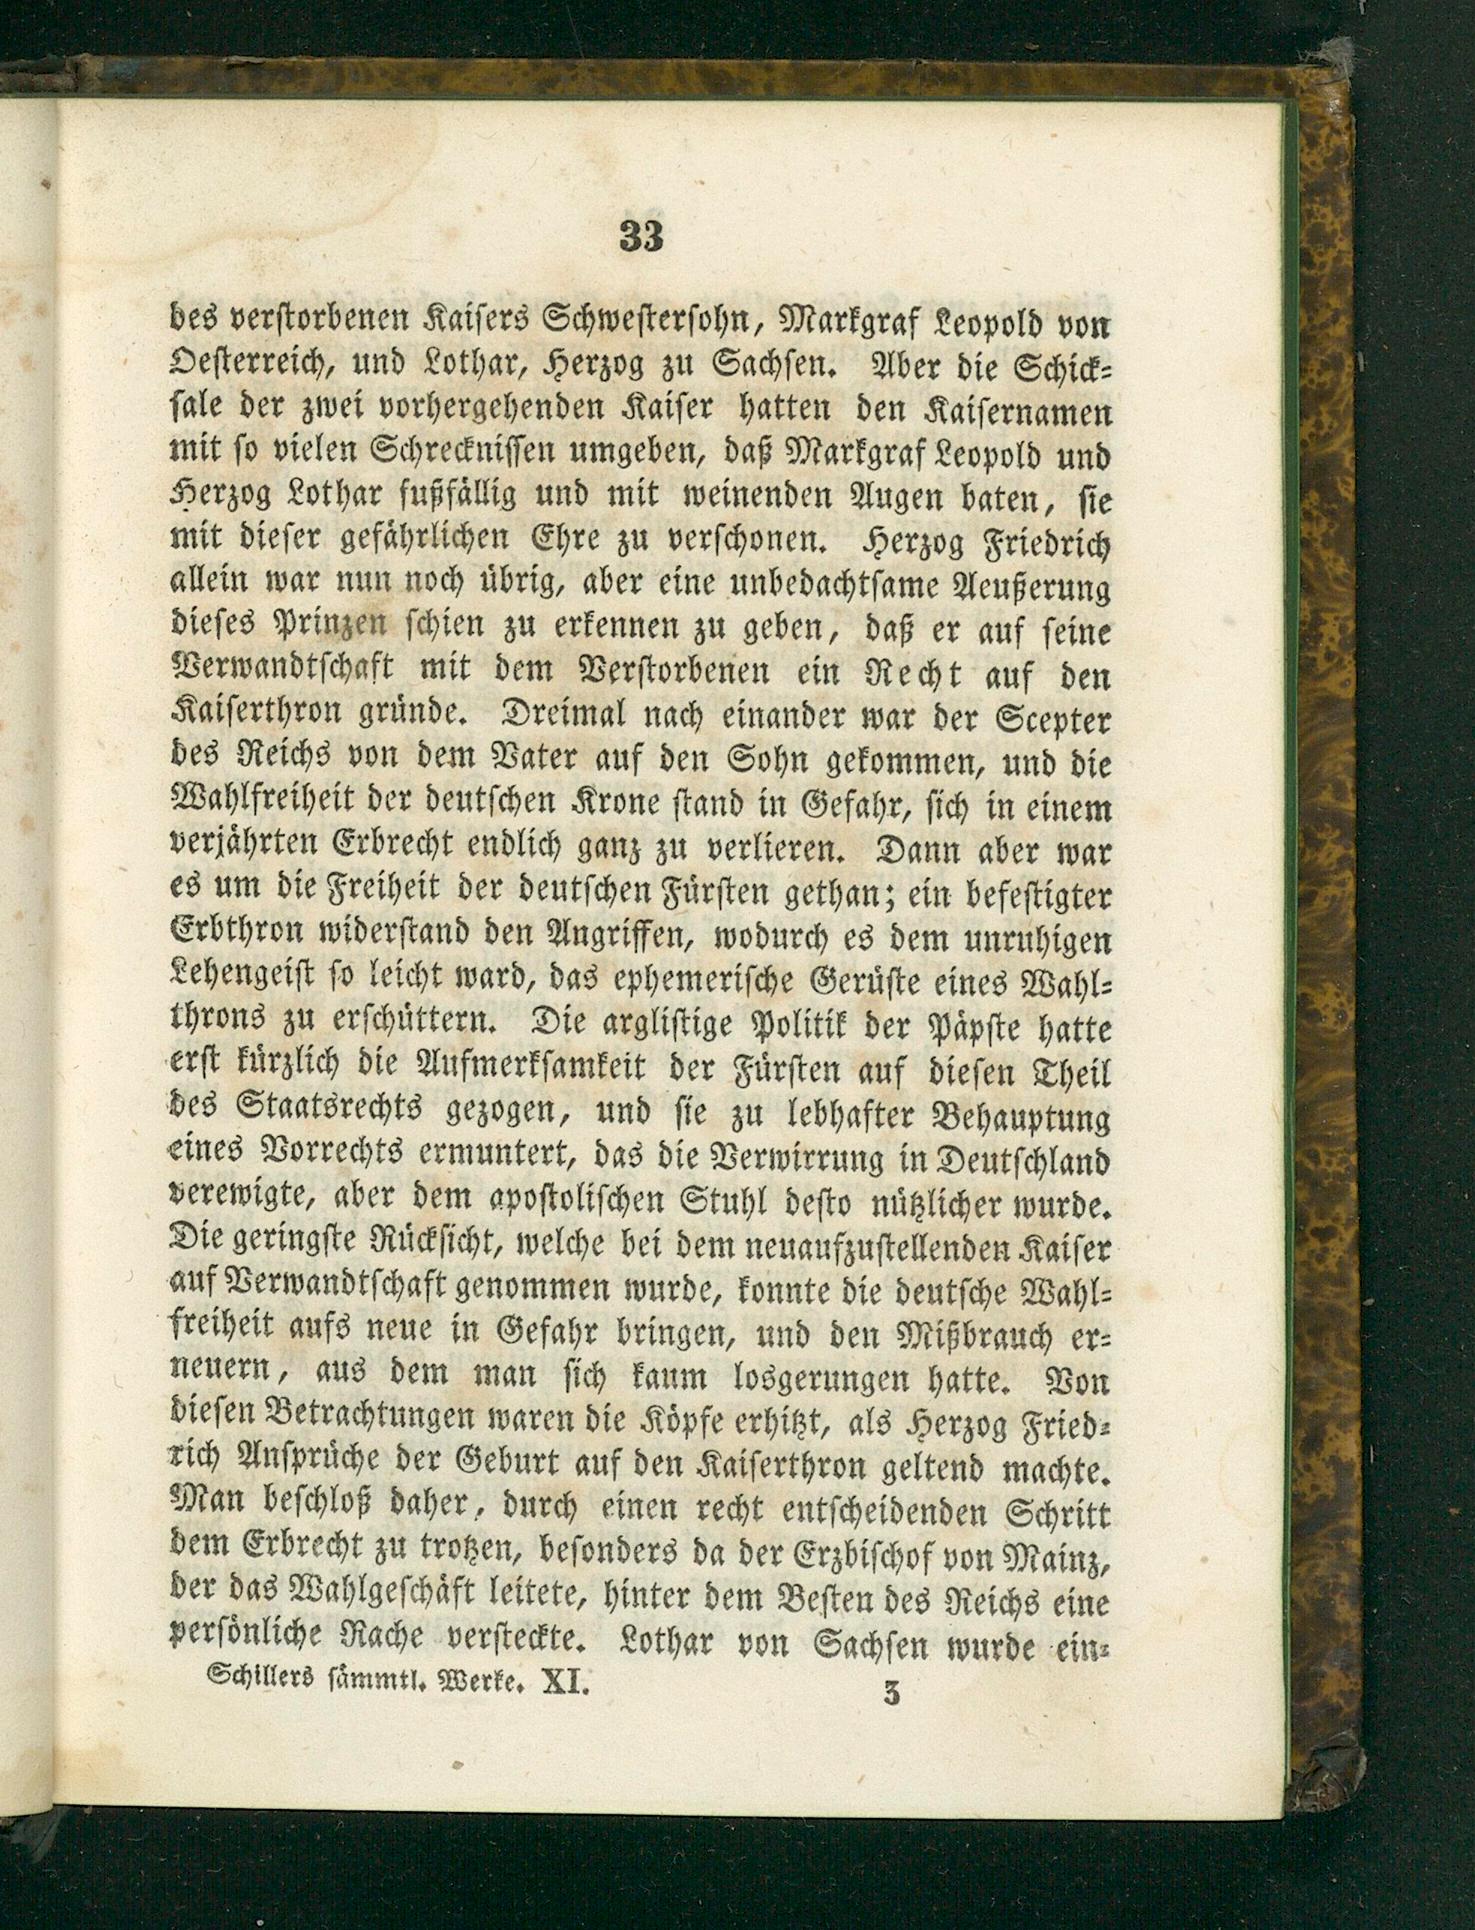 33
des verstorbenen Kaisers Schwestersohn, Markgraf Leopold von
Oesterreich, und Lothar, Herzog zu Sachsen. Aber die Schick-
sale der zwei vorhergehenden Kaiser hatten den Kaisernamen
mit so vielen Schrecknissen umgeben, daß Markgraf Leopold und
Herzog Lothar fußfällig und mit weinenden Augen baten, sie
mit dieser gefährlichen Ehre zu verschonen. Herzog Friedrich
allein war nun noch übrig, aber eine unbedachtsame Aeußerung
dieses Prinzen schien zu erkennen zu geben, daß er auf seine
Verwandtschaft mit dem Verstorbenen ein Recht auf den
Kaiserthron gründe. Dreimal nach einander war der Scepter
des Reichs von dem Vater auf den Sohn gekommen, und die
Wahlfreiheit der deutschen Krone stand in Gefahr, sich in einem
verjährten Erbrecht endlich ganz zu verlieren. Dann aber war
es um die Freiheit der deutschen Fürsten gethan; ein befestigter
Erbthron widerstand den Angriffen, wodurch es dem unruhigen
Lehengeist so leicht ward, das ephemerische Gerüste eines Wahl-
throns zu erschüttern. Die arglistige Politik der Päpste hatte
erst kürzlich die Aufmerksamkeit der Fürsten auf diesen Theil
des Staatsrechts gezogen, und sie zu lebhafter Behauptung
eines Vorrechts ermuntert, das die Verwirrung in Deutschland
verewigte, aber dem apostolischen Stuhl desto nützlicher wurde.
Die geringste Rücksicht, welche bei dem neuaufzustellenden Kaiser
auf Verwandtschaft genommen wurde, konnte die deutsche Wahl-
freiheit aufs neue in Gefahr bringen, und den Mißbrauch er-
neuern, aus dem man sich kaum losgerungen hatte. Von
diesen Betrachtungen waren die Köpfe erhitzt, als Herzog Fried-
rich Ansprüche der Geburt auf den Kaiserthron geltend machte.
Man beschloß daher, durch einen recht entscheidenden Schritt
dem Erbrecht zu trotzen, besonders da der Erzbischof von Mainz,
der das Wahlgeschäft leitete, hinter dem Besten des Reichs eine
persönliche Rache versteckte. Lothar von Sachsen wurde ein-
Schillers sämmtl. Werke. XI. 3